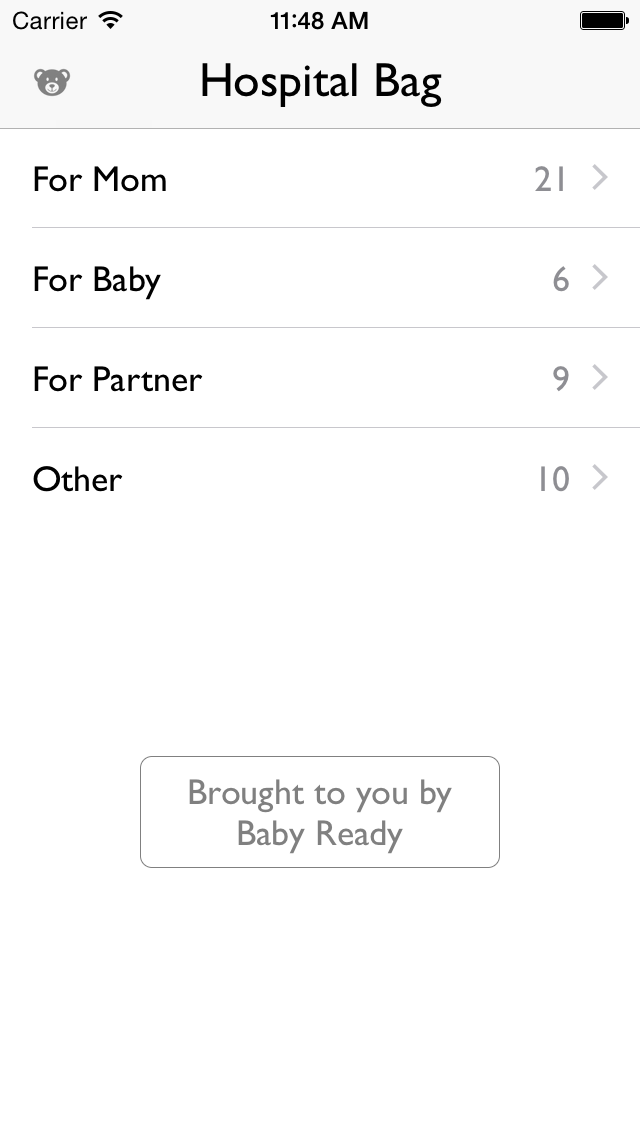 Carrier 11:48 AM
Hospital Bag
For Mom 21
For Baby 6
For Partner 9
Other 10
Brought to you by
Baby Ready